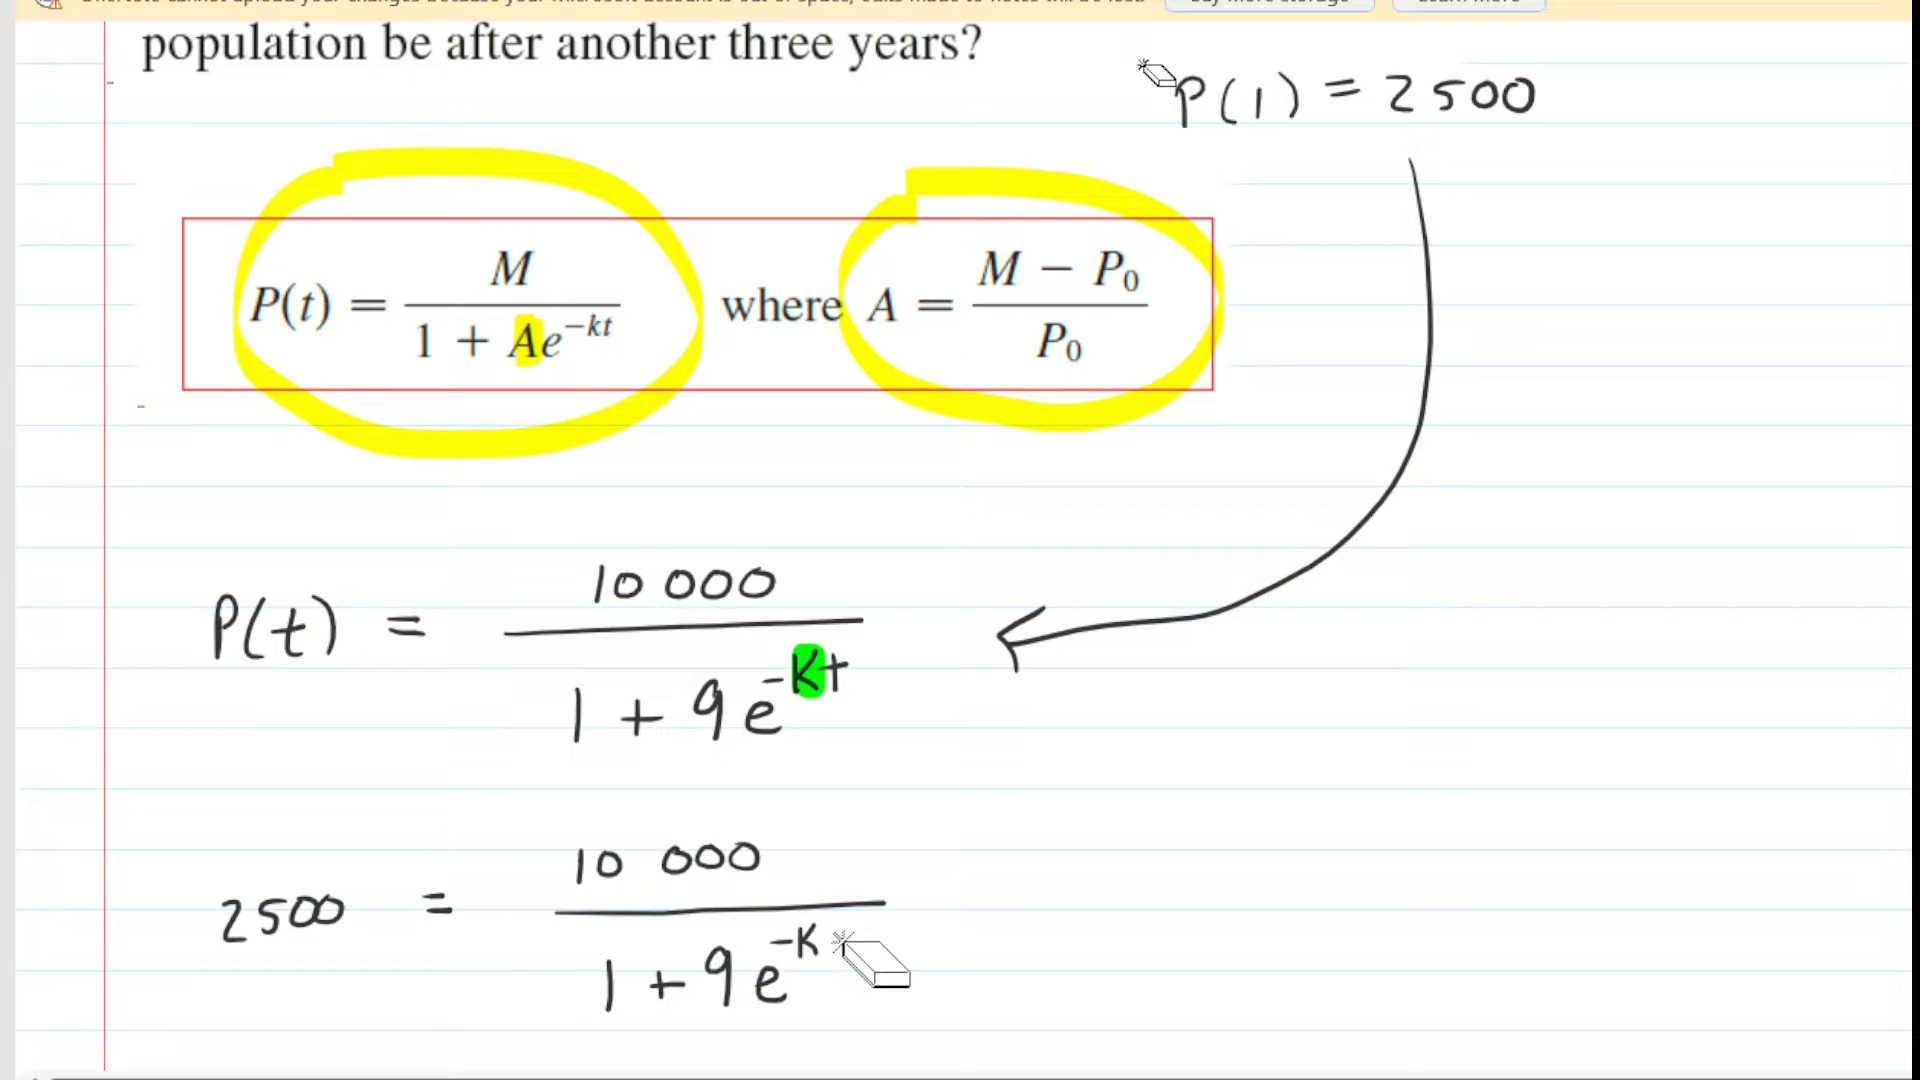 population be after another three years?
P(1) = 2500
P(t) = M / (1 + Ae^{-kt}) where A = (M - P₀) / P₀
P(t) = 10 000 / (1 + 9e^{-Kt})
2500 = 10 000 / (1 + 9e^{-K})